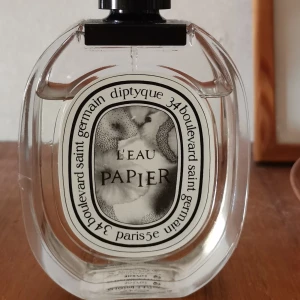 diptyque 34 boulevard saint germain paris 5e 34 boulevard saint germain
L'EAU
PAPIER